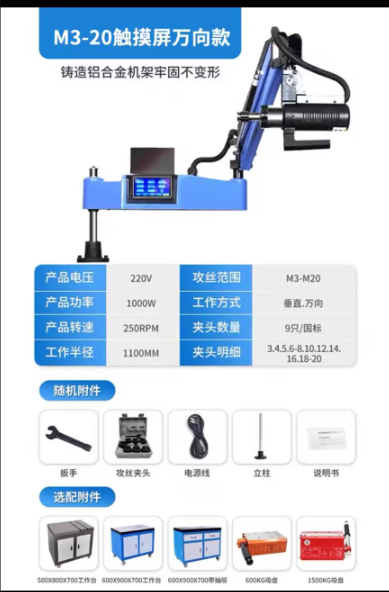 M3-20触摸屏万向款
铸造铝合金机架牢固不变形
产品电压 220V 攻丝范围 M3-M20
产品功率 1000W 工作方式 垂直.万向
产品转速 250RPM 夹头数量 9只/国标
工作半径 1100MM 夹头明细 3.4.5.6-8.10.12.14.
16.18-20
随机附件
扳手 攻丝夹头 电源线 立柱 说明书
选配附件
500X800X700工作台 600X900X700工作台 600X900X700带抽屉 600KG吸盘 1500KG吸盘